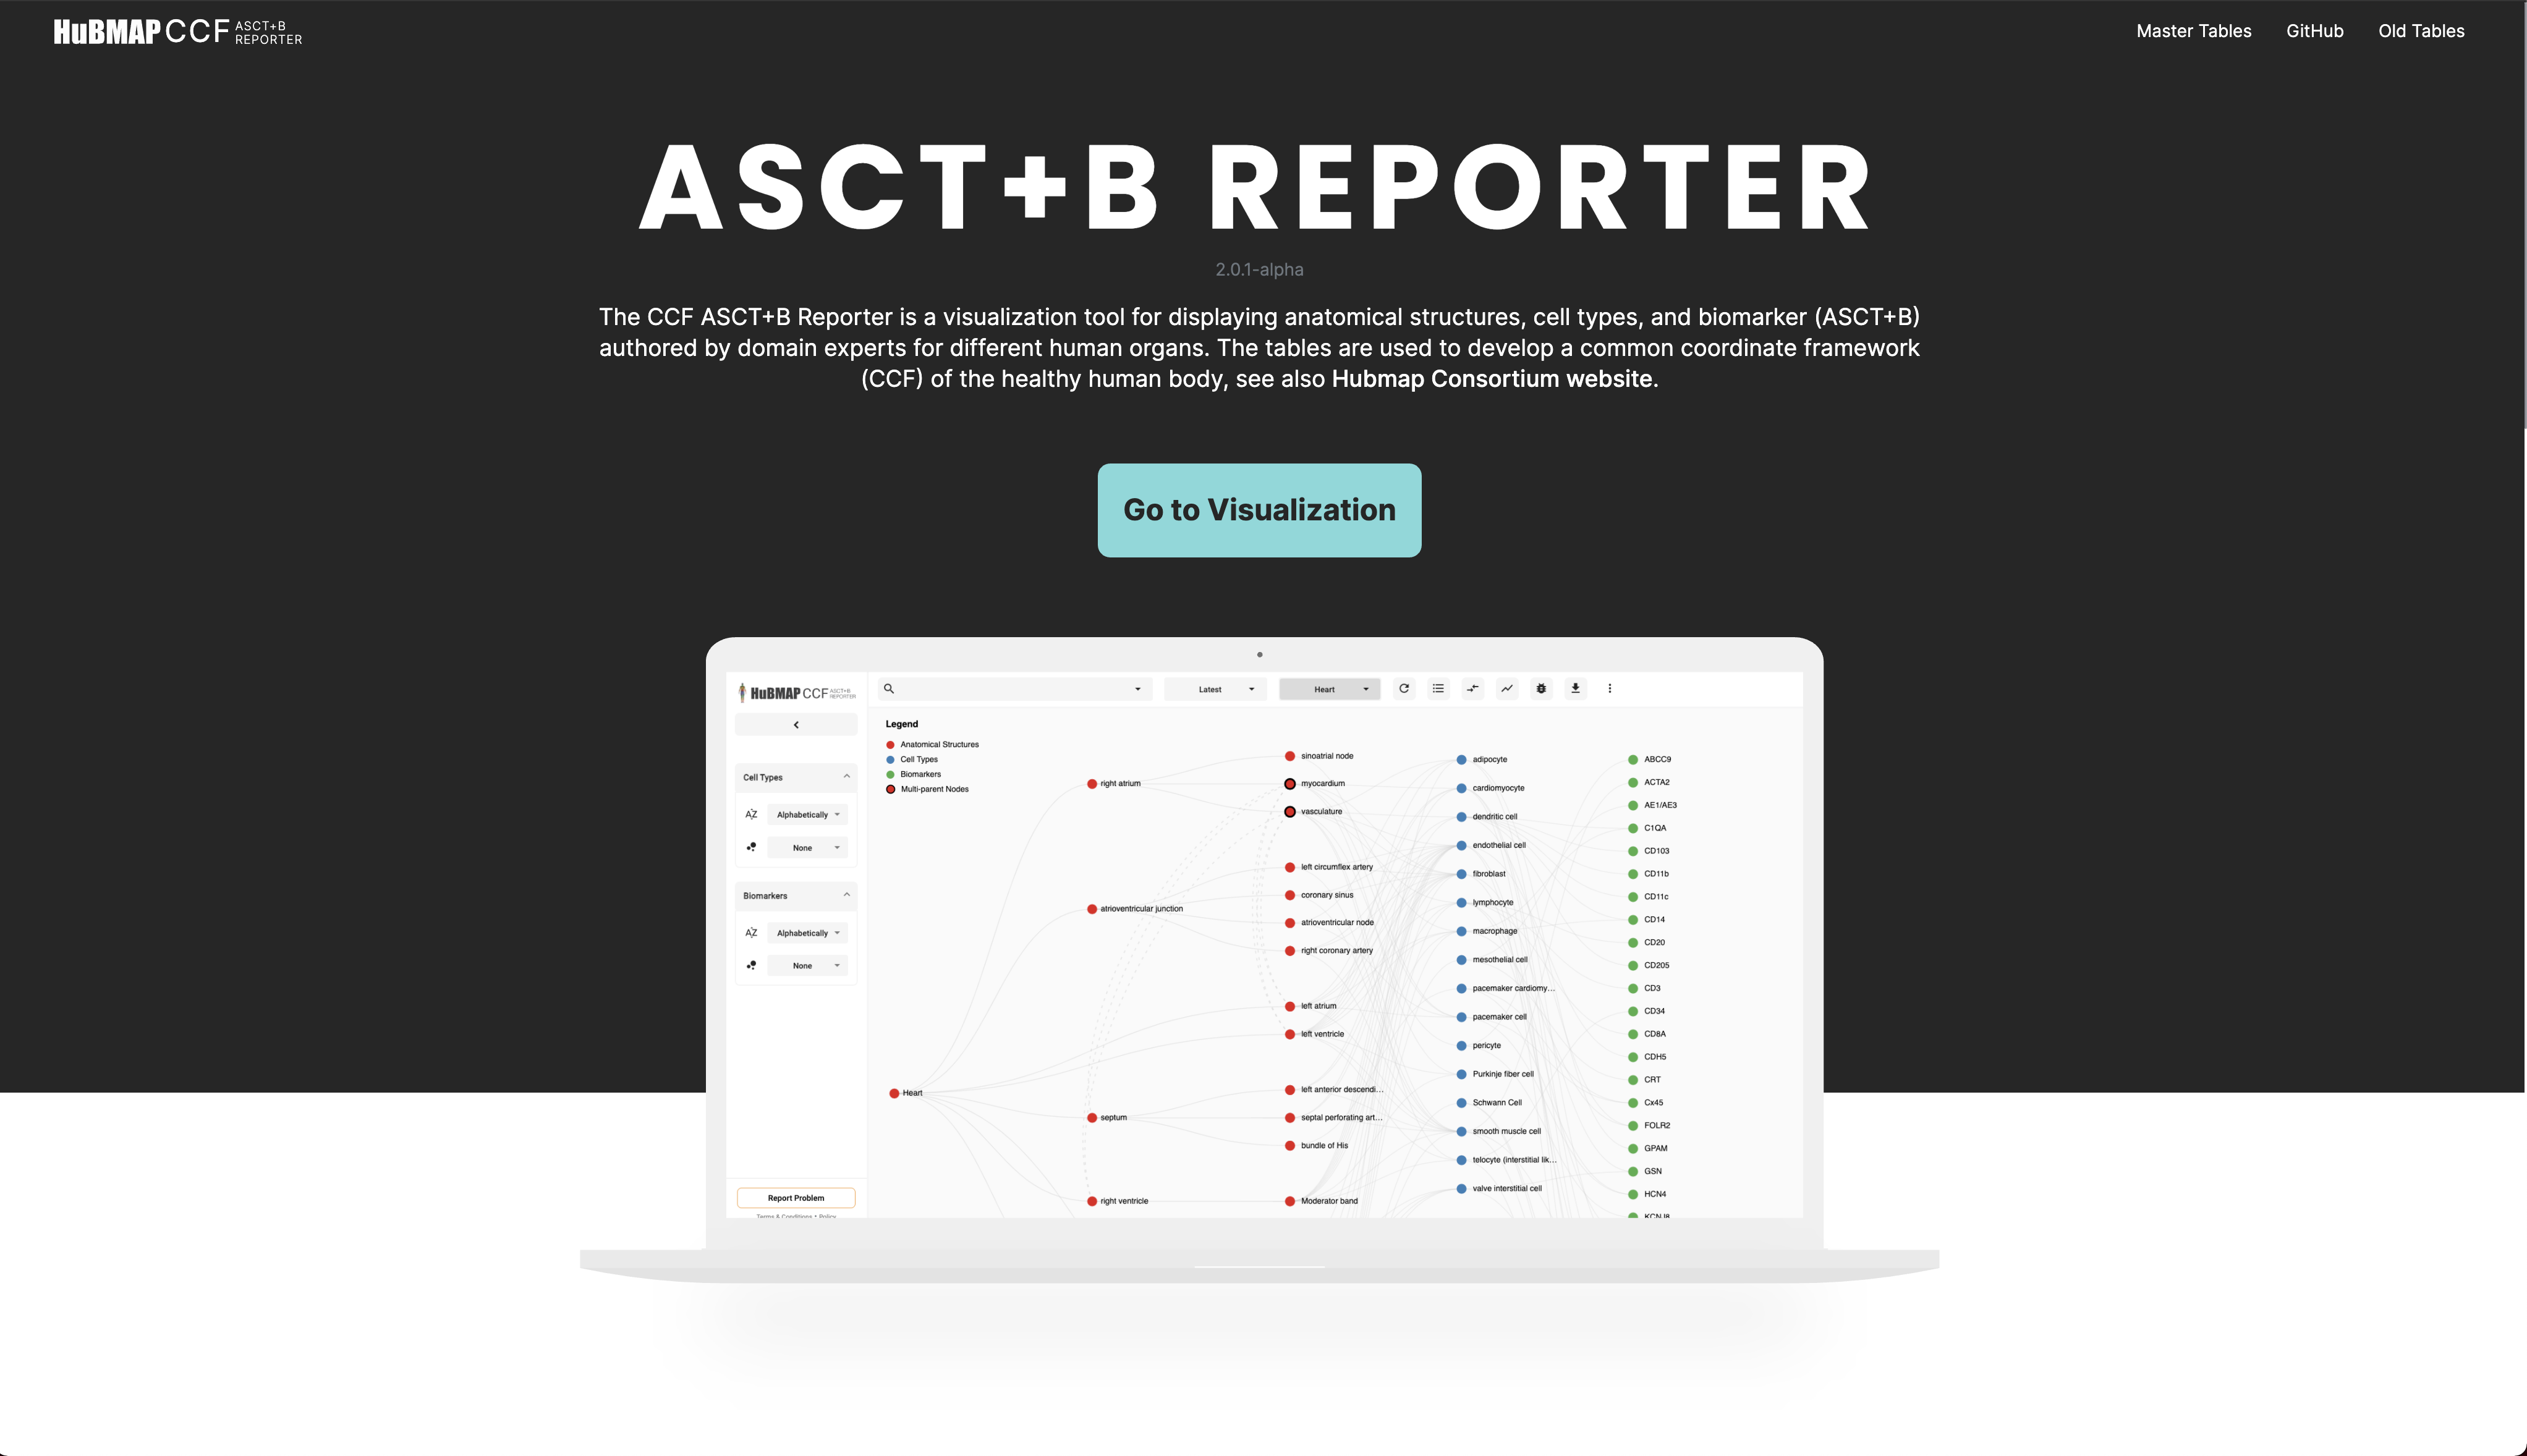 HuBMAP CCF ASCT+B
REPORTER
Master Tables GitHub Old Tables
ASCT+B REPORTER
2.0.1-alpha
The CCF ASCT+B Reporter is a visualization tool for displaying anatomical structures, cell types, and biomarker (ASCT+B)
authored by domain experts for different human organs. The tables are used to develop a common coordinate framework
(CCF) of the healthy human body, see also Hubmap Consortium website.
Go to Visualization
HuBMAP CCF ASCT+B
REPORTER
Latest
Heart
Cell Types
AZ Alphabetically
None
Biomarkers
AZ Alphabetically
None
Report Problem
Terms & Conditions • Policy
Legend
Anatomical Structures
Cell Types
Biomarkers
Multi-parent Nodes
Heart
right atrium
atrioventricular junction
septum
right ventricle
sinoatrial node
myocardium
vasculature
left circumflex artery
coronary sinus
atrioventricular node
right coronary artery
left atrium
left ventricle
left anterior descendi...
septal perforating art...
bundle of His
Moderator band
adipocyte
cardiomyocyte
dendritic cell
endothelial cell
fibroblast
lymphocyte
macrophage
mesothelial cell
pacemaker cardiomy...
pacemaker cell
pericyte
Purkinje fiber cell
Schwann Cell
smooth muscle cell
telocyte (interstitial lik...
valve interstitial cell
ABCC9
ACTA2
AE1/AE3
C1QA
CD103
CD11b
CD11c
CD14
CD20
CD205
CD3
CD34
CD8A
CDH5
CRT
Cx45
FOLR2
GPAM
GSN
HCN4
KCNJ8